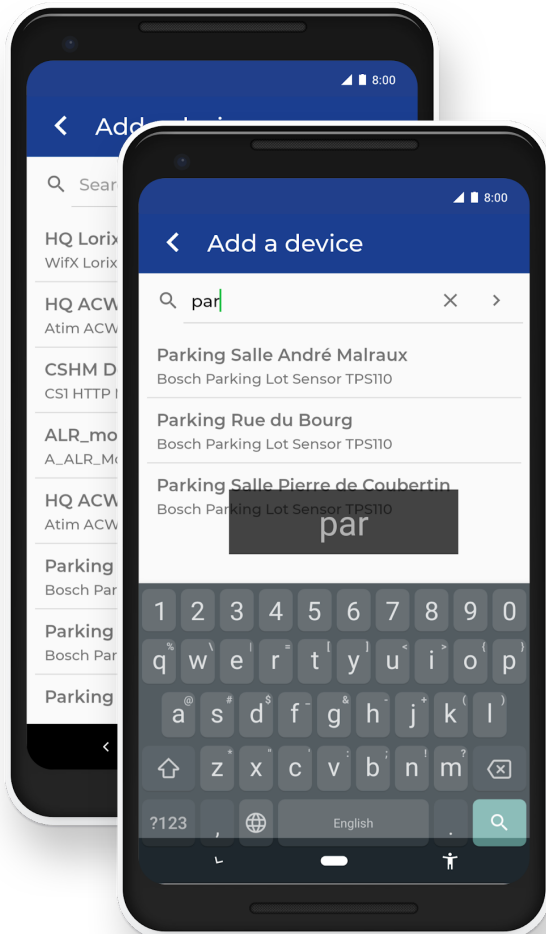 8:00
Add
Sear
HQ Lorix
WifX Lorix
HQ ACW
Atim ACW
CSHM D
CS1 HTTP
ALR_mo
A_ALR_Mo
HQ ACW
Atim ACW
Parking
Bosch Par
Parking
Bosch Par
Parking
8:00
Add a device
par
Parking Salle André Malraux
Bosch Parking Lot Sensor TPS110
Parking Rue du Bourg
Bosch Parking Lot Sensor TPS110
Parking Salle Pierre de Coubertin
Bosch Parking Lot Sensor TPS110
par
1 2 3 4 5 6 7 8 9 0
% \ | = [ ] < > { }
q w e r t y u i o p
@ # $ _ & - + ( )
a s d f g h j k l
* " ' : ; ! ?
z x c v b n m
?123 , English .